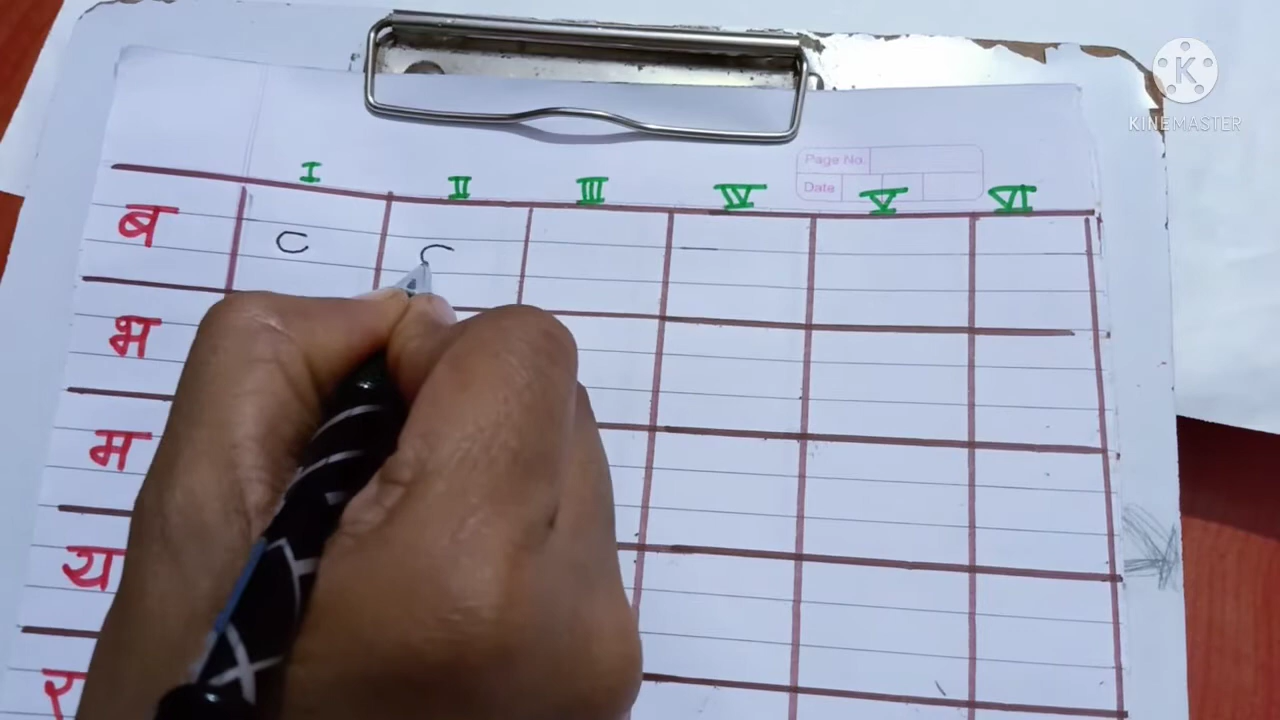 K
KINEMASTER
Page No.
Date
I II III IV V VI
ब
भ
म
य
र